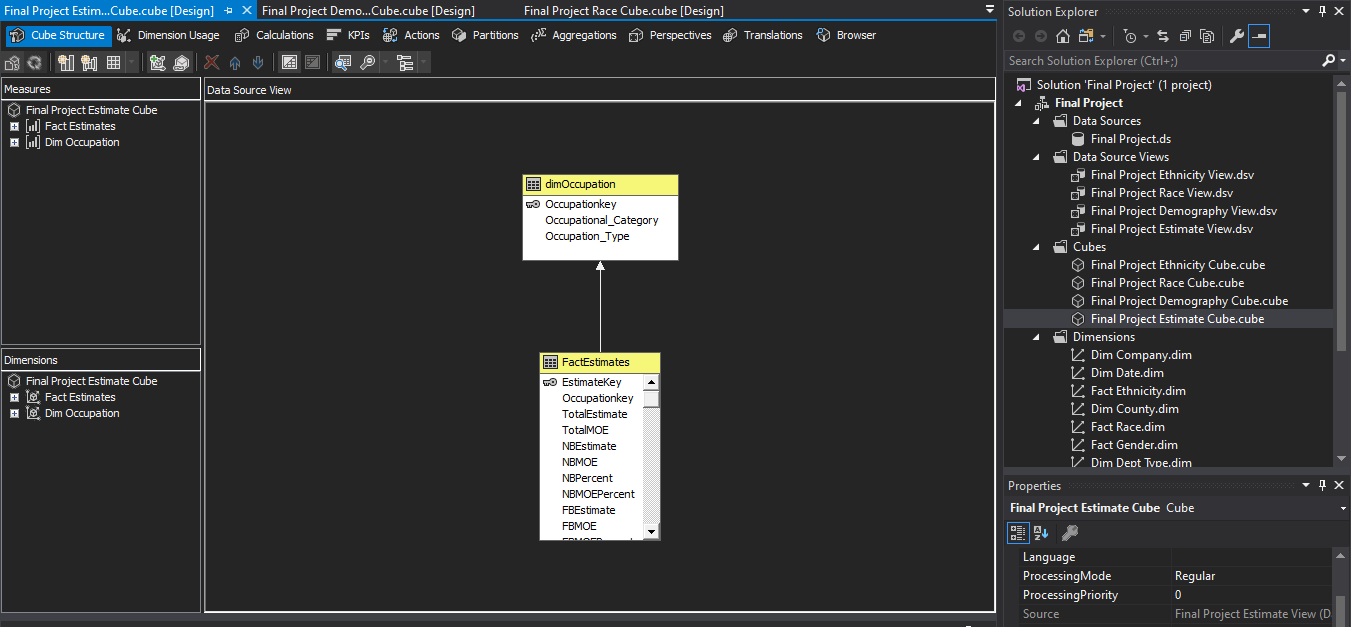 Final Project Estim...Cube.cube [Design]
Final Project Demo...Cube.cube [Design]
Final Project Race Cube.cube [Design]
Cube Structure
Dimension Usage
Calculations
KPIs
Actions
Partitions
Aggregations
Perspectives
Translations
Browser
Measures
Final Project Estimate Cube
Fact Estimates
Dim Occupation
Dimensions
Final Project Estimate Cube
Fact Estimates
Dim Occupation
Data Source View
dimOccupation
Occupationkey
Occupational_Category
Occupation_Type
FactEstimates
EstimateKey
Occupationkey
TotalEstimate
TotalMOE
NBEstimate
NBMOE
NBPercent
NBMOEPercent
FBEstimate
FBMOE
Solution Explorer
Search Solution Explorer (Ctrl+;)
Solution 'Final Project' (1 project)
Final Project
Data Sources
Final Project.ds
Data Source Views
Final Project Ethnicity View.dsv
Final Project Race View.dsv
Final Project Demography View.dsv
Final Project Estimate View.dsv
Cubes
Final Project Ethnicity Cube.cube
Final Project Race Cube.cube
Final Project Demography Cube.cube
Final Project Estimate Cube.cube
Dimensions
Dim Company.dim
Dim Date.dim
Fact Ethnicity.dim
Dim County.dim
Fact Race.dim
Fact Gender.dim
Dim Dept Type.dim
Properties
Final Project Estimate Cube Cube
Language
ProcessingMode Regular
ProcessingPriority 0
Source Final Project Estimate View (D